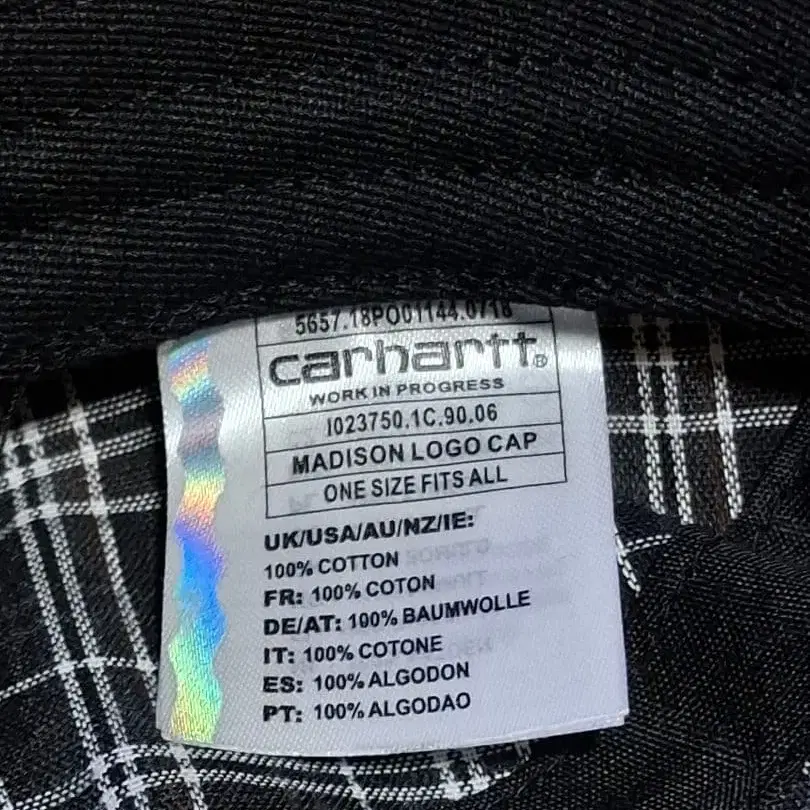 5657.18PO01144.0718
carhartt®
WORK IN PROGRESS
I023750.1C.90.06
MADISON LOGO CAP
ONE SIZE FITS ALL
UK/USA/AU/NZ/IE:
100% COTTON
FR: 100% COTON
DE/AT: 100% BAUMWOLLE
IT: 100% COTONE
ES: 100% ALGODON
PT: 100% ALGODAO